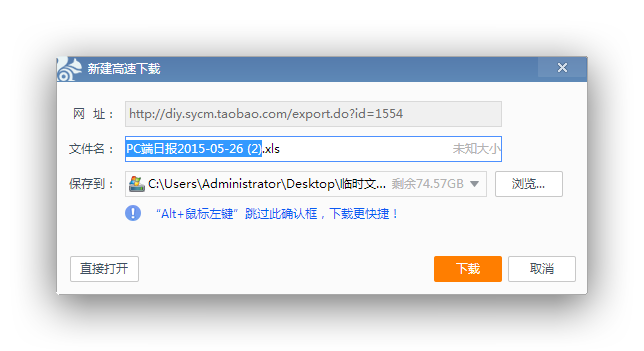 新建高速下载
网 址： http://diy.sycm.taobao.com/export.do?id=1554
文件名： PC端日报2015-05-26 (2).xls 未知大小
保存到： C:\Users\Administrator\Desktop\临时文... 剩余74.57GB 浏览...
“Alt+鼠标左键”跳过此确认框，下载更快捷！
直接打开 下载 取消